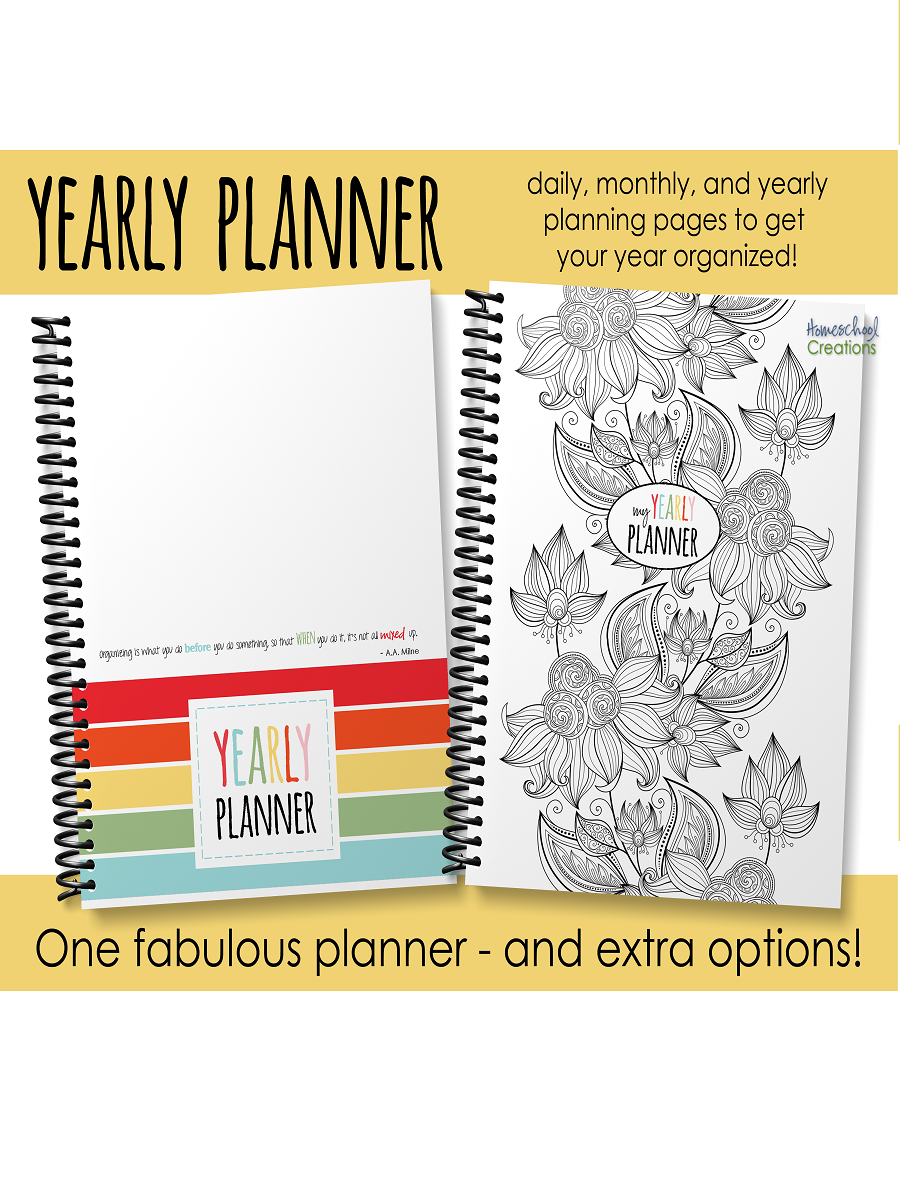 YEARLY PLANNER
daily, monthly, and yearly
planning pages to get
your year organized!
Homeschool
Creations
organizing is what you do before you do something, so that WHEN you do it, it's not all mixed up.
- A.A. Milne
YEARLY
PLANNER
my YEARLY
PLANNER
One fabulous planner - and extra options!